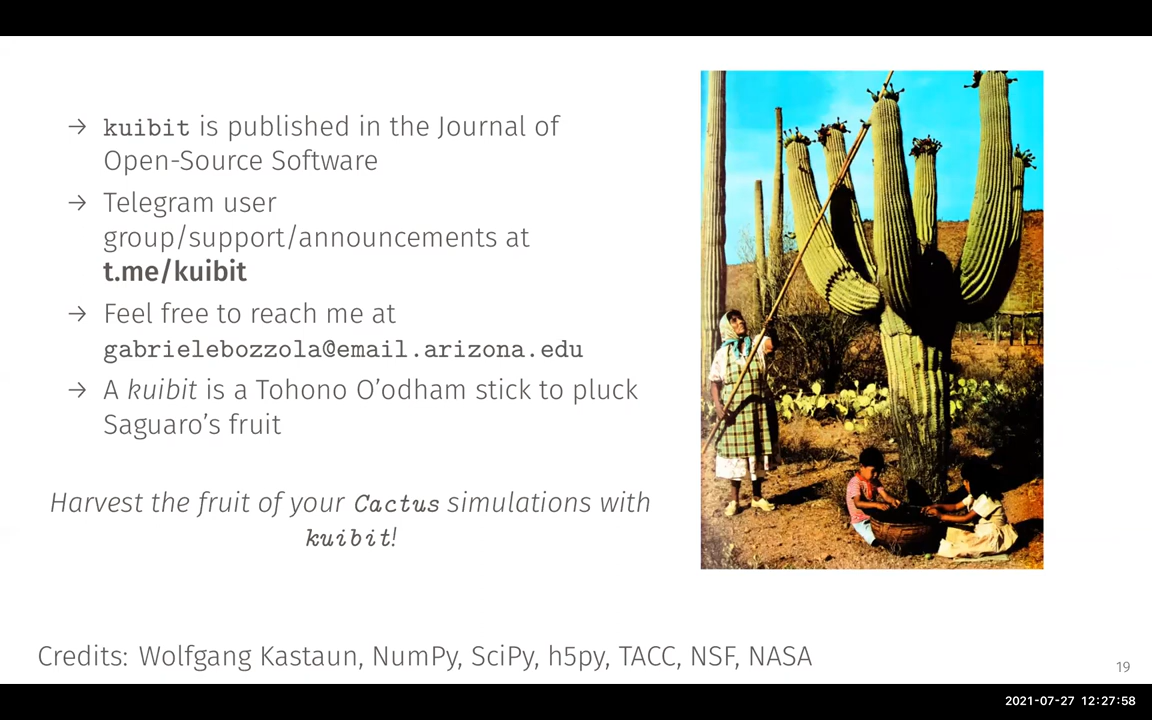 → kuibit is published in the Journal of
Open-Source Software
→ Telegram user
group/support/announcements at
t.me/kuibit
→ Feel free to reach me at
gabrielebozzola@email.arizona.edu
→ A kuibit is a Tohono O’odham stick to pluck
Saguaro’s fruit
Harvest the fruit of your Cactus simulations with
kuibit!
Credits: Wolfgang Kastaun, NumPy, SciPy, h5py, TACC, NSF, NASA
19
2021-07-27 12:27:58